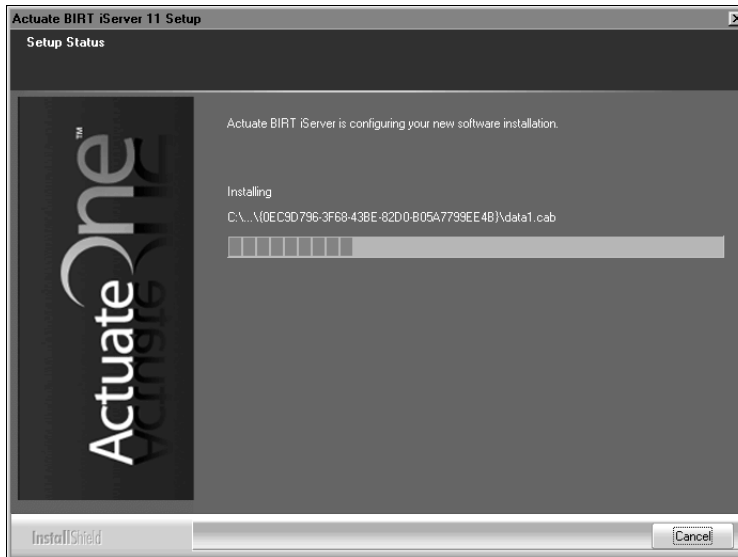 Actuate BIRT iServer 11 Setup
Setup Status
ActuateOne™
Actuate BIRT iServer is configuring your new software installation.
Installing
C:\...\{0EC9D796-3F68-43BE-82D0-B05A7799EE4B}\data1.cab
InstallShield
Cancel